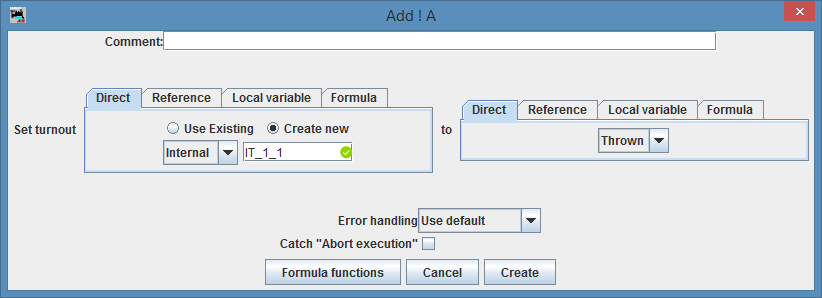 Add ! A
Comment:
Direct Reference Local variable Formula
Direct Reference Local variable Formula
Set turnout
Use Existing Create new
to
Internal IT_1_1
Thrown
Error handling Use default
Catch "Abort execution"
Formula functions Cancel Create